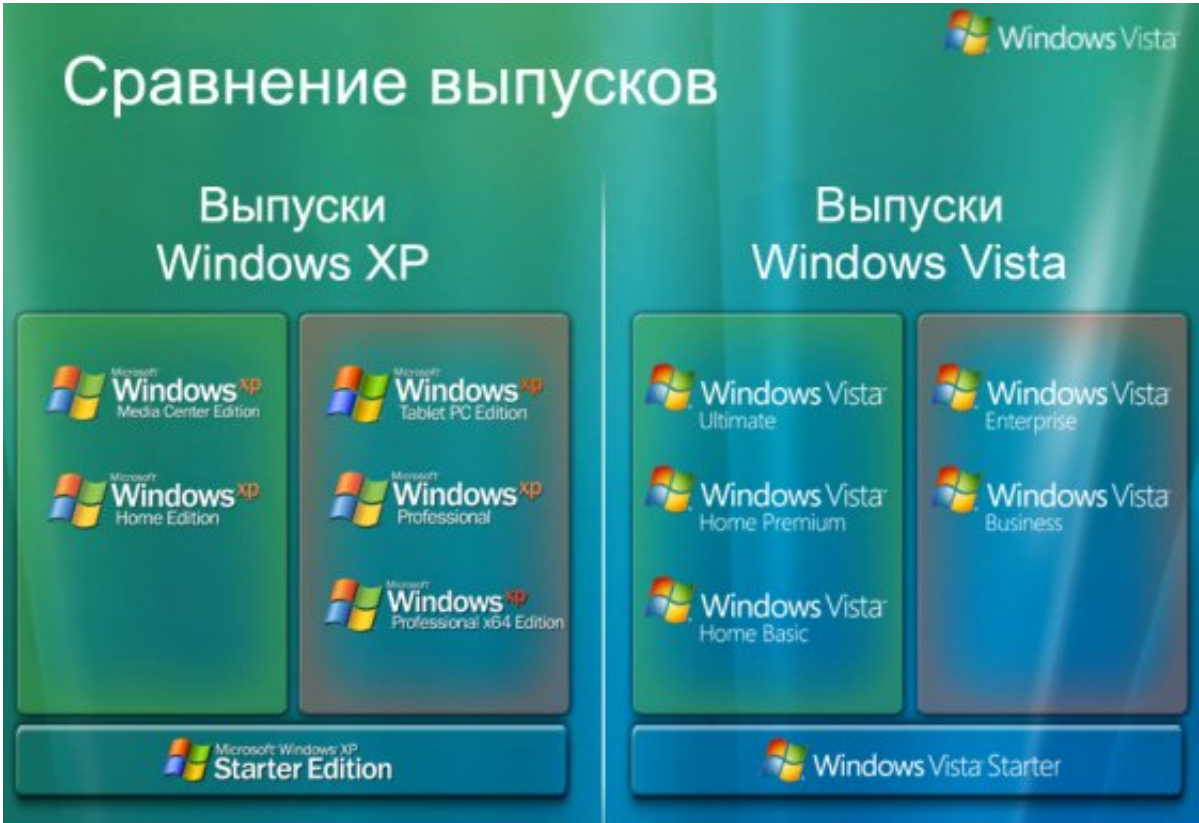 Windows Vista
Сравнение выпусков
Выпуски
Windows XP
Microsoft
Windows xp
Media Center Edition
Microsoft
Windows xp
Home Edition
Microsoft
Windows xp
Tablet PC Edition
Microsoft
Windows xp
Professional
Microsoft
Windows xp
Professional x64 Edition
Microsoft Windows XP
Starter Edition
Выпуски
Windows Vista
Windows Vista
Ultimate
Windows Vista
Home Premium
Windows Vista
Home Basic
Windows Vista
Enterprise
Windows Vista
Business
Windows Vista Starter